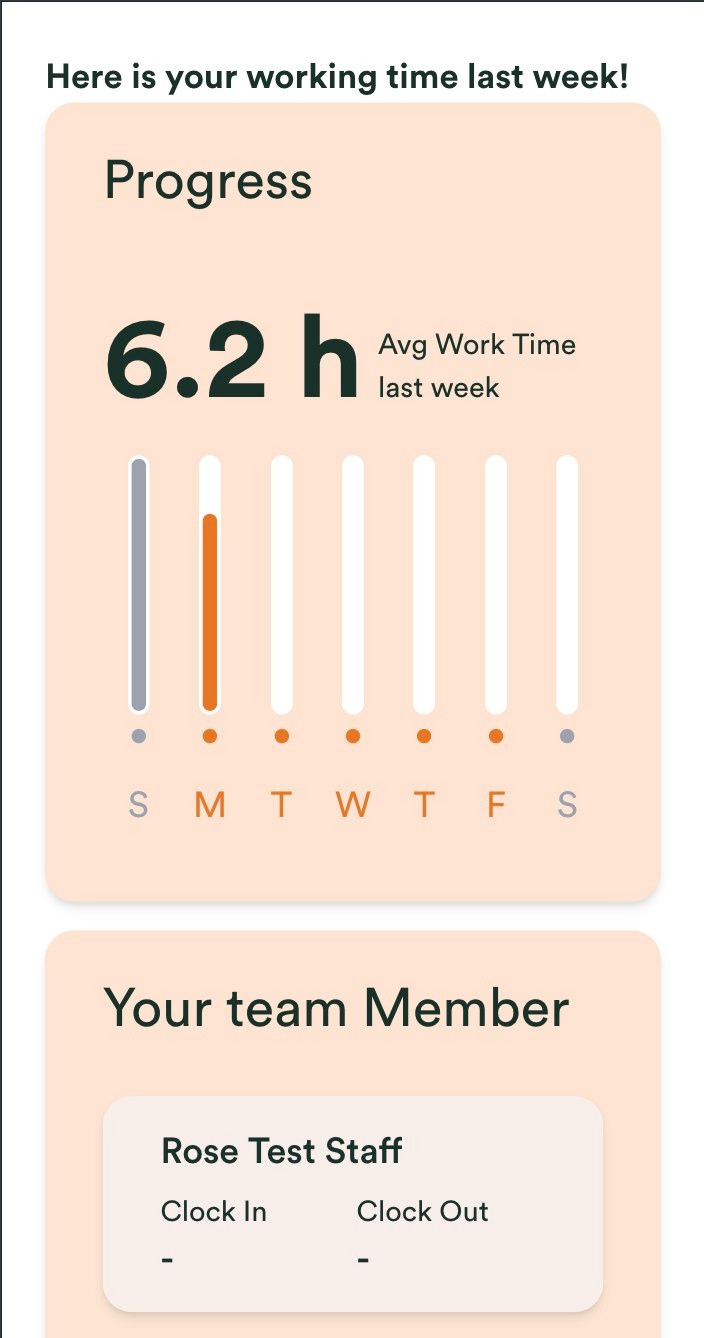 Here is your working time last week!
Progress
6.2 h Avg Work Time
last week
S M T W T F S
Your team Member
Rose Test Staff
Clock In Clock Out
- -